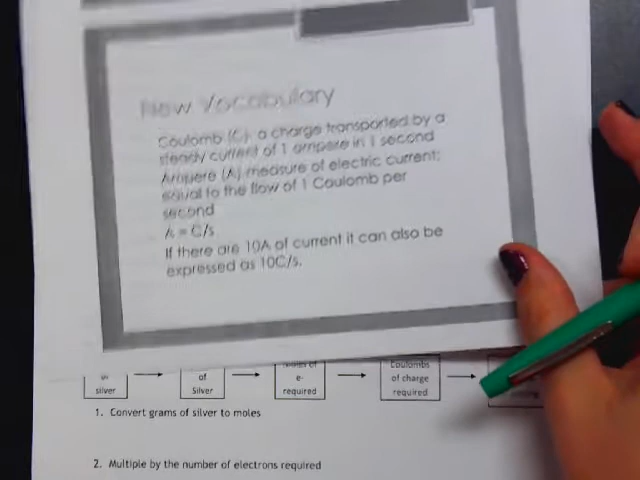 New Vocabulary
Coulomb (C): a charge transported by a
steady current of 1 ampere in 1 second
Ampere (A) measure of electric current;
equal to the flow of 1 Coulomb per
second
A = C/s
If there are 10A of current it can also be
expressed as 10C/s.
silver
of
Silver
e-
required
Coulombs
of charge
required
1. Convert grams of silver to moles
2. Multiple by the number of electrons required